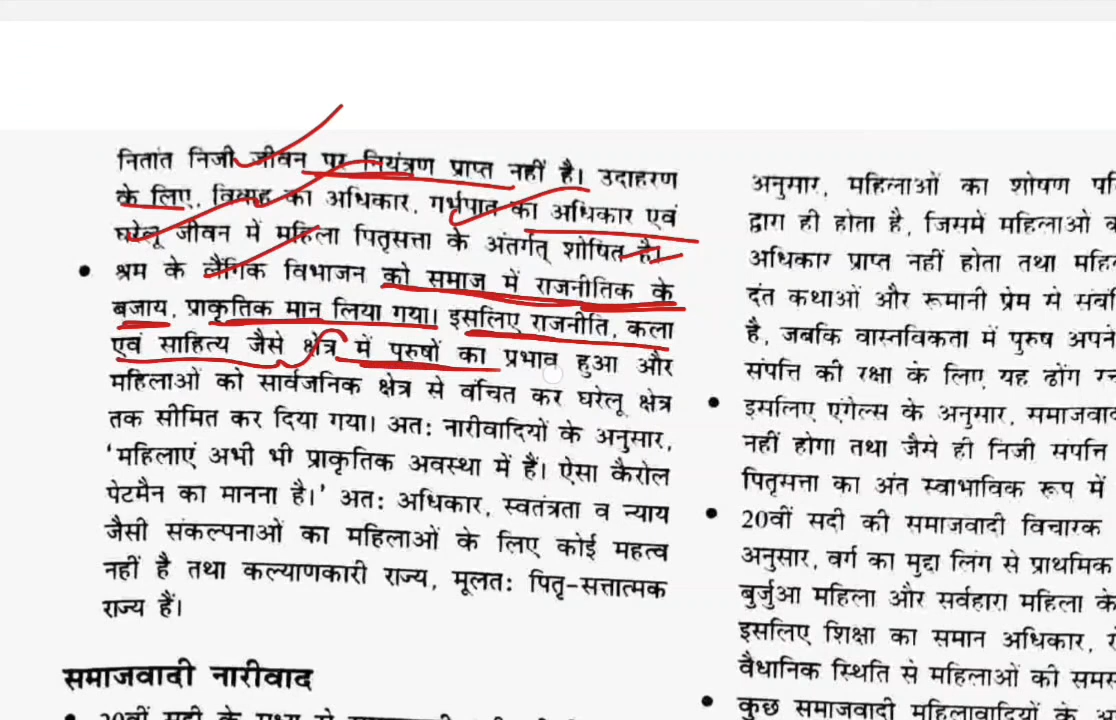 नितांत निजी जीवन पर नियंत्रण प्राप्त नहीं है। उदाहरण
के लिए, विवाह का अधिकार, गर्भपात का अधिकार एवं
घरेलू जीवन में महिला पितृसत्ता के अंतर्गत् शोषित है।
• श्रम के लैंगिक विभाजन को समाज में राजनीतिक के
बजाय, प्राकृतिक मान लिया गया। इसलिए राजनीति, कला
एवं साहित्य जैसे क्षेत्र में पुरुषों का प्रभाव हुआ और
महिलाओं को सार्वजनिक क्षेत्र से वंचित कर घरेलू क्षेत्र
तक सीमित कर दिया गया। अतः नारीवादियों के अनुसार,
‘महिलाएं अभी भी प्राकृतिक अवस्था में हैं। ऐसा कैरोल
पेटमैन का मानना है।’ अतः अधिकार, स्वतंत्रता व न्याय
जैसी संकल्पनाओं का महिलाओं के लिए कोई महत्व
नहीं है तथा कल्याणकारी राज्य, मूलतः पितृ-सत्तात्मक
राज्य हैं।
समाजवादी नारीवाद
• 20वीं सदी के मध्य से
अनुसार, महिलाओं का शोषण
द्वारा ही होता है, जिसमें महिलाओं
अधिकार प्राप्त नहीं होता तथा
दंत कथाओं और रूमानी प्रेम से
है, जबकि वास्तविकता में पुरुष
संपत्ति की रक्षा के लिए यह ढोंग
• इसलिए एंगेल्स के अनुसार,
नहीं होगा तथा जैसे ही निजी संपत्ति
पितृसत्ता का अंत स्वाभाविक रूप में
• 20वीं सदी की समाजवादी विचारक
अनुसार, वर्ग का मुद्दा लिंग से प्राथमिक
बुर्जुआ महिला और सर्वहारा महिला के
इसलिए शिक्षा का समान अधिकार,
वैधानिक स्थिति से महिलाओं की
• कुछ समाजवादी महिलावादियों के